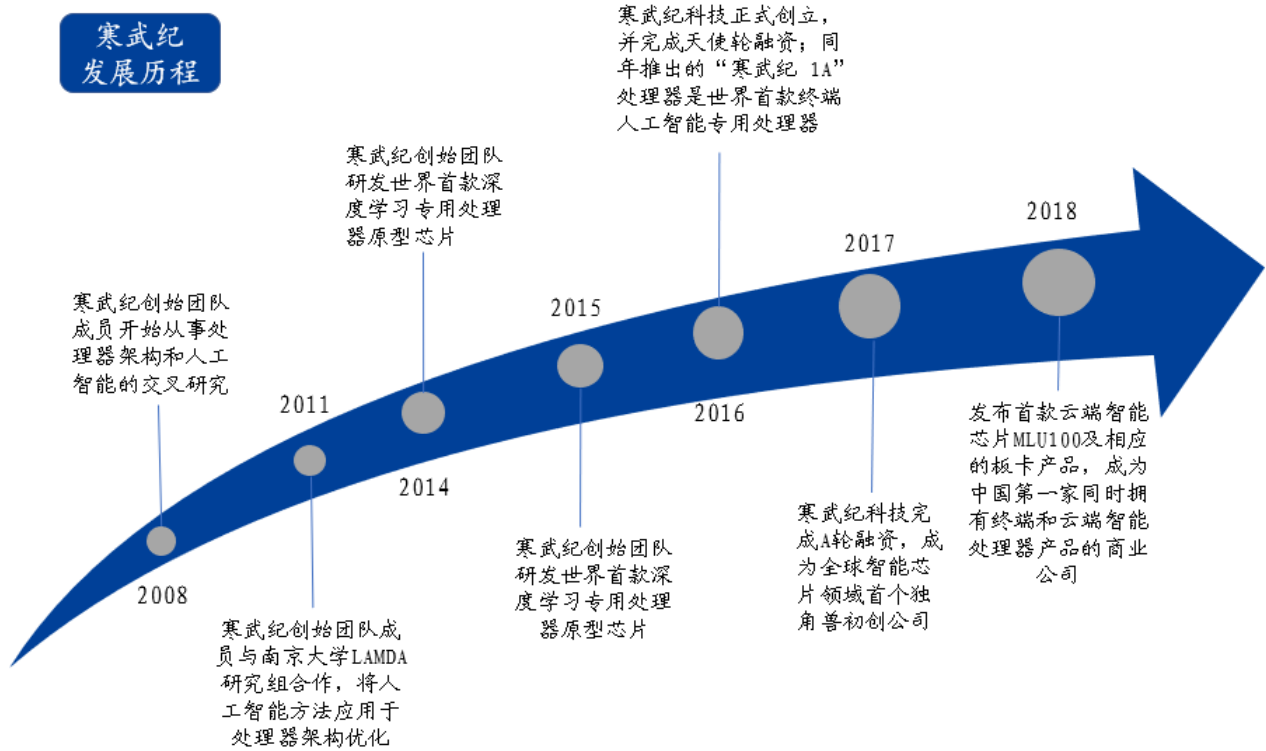 寒武纪
发展历程
寒武纪创始团队
成员开始从事处
理器架构和人工
智能的交叉研究
2008
2011
寒武纪创始团队成
员与南京大学LAMDA
研究组合作，将人
工智能方法应用于
处理器架构优化
寒武纪创始团队
研发世界首款深
度学习专用处理
器原型芯片
2014
2015
寒武纪创始团队
研发世界首款深
度学习专用处理
器原型芯片
寒武纪科技正式创立，
并完成天使轮融资；同
年推出的“寒武纪 1A”
处理器是世界首款终端
人工智能专用处理器
2016
2017
寒武纪科技完
成A轮融资，成
为全球智能芯
片领域首个独
角兽初创公司
2018
发布首款云端智能
芯片MLU100及相应
的板卡产品，成为
中国第一家同时拥
有终端和云端智能
处理器产品的商业
公司